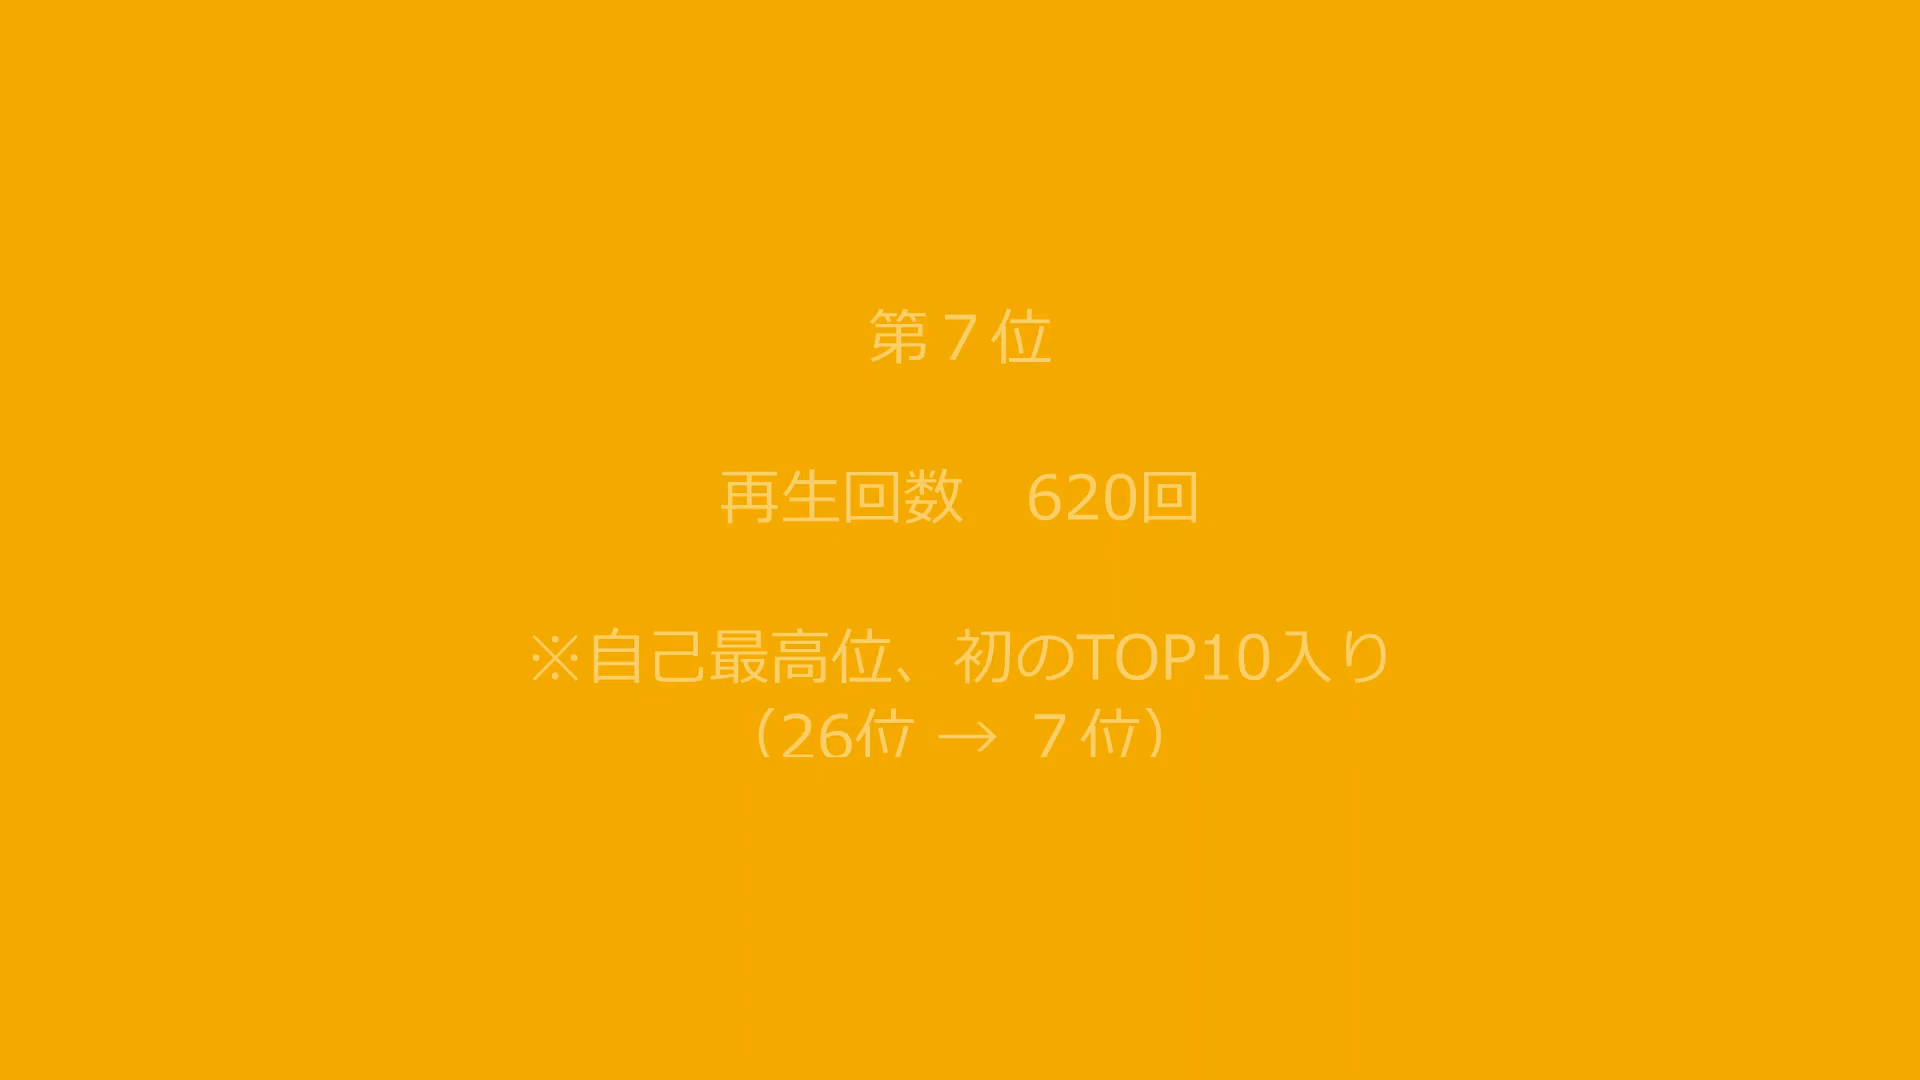 第７位
再生回数　620回
※自己最高位、初のTOP10入り
（26位 → ７位）